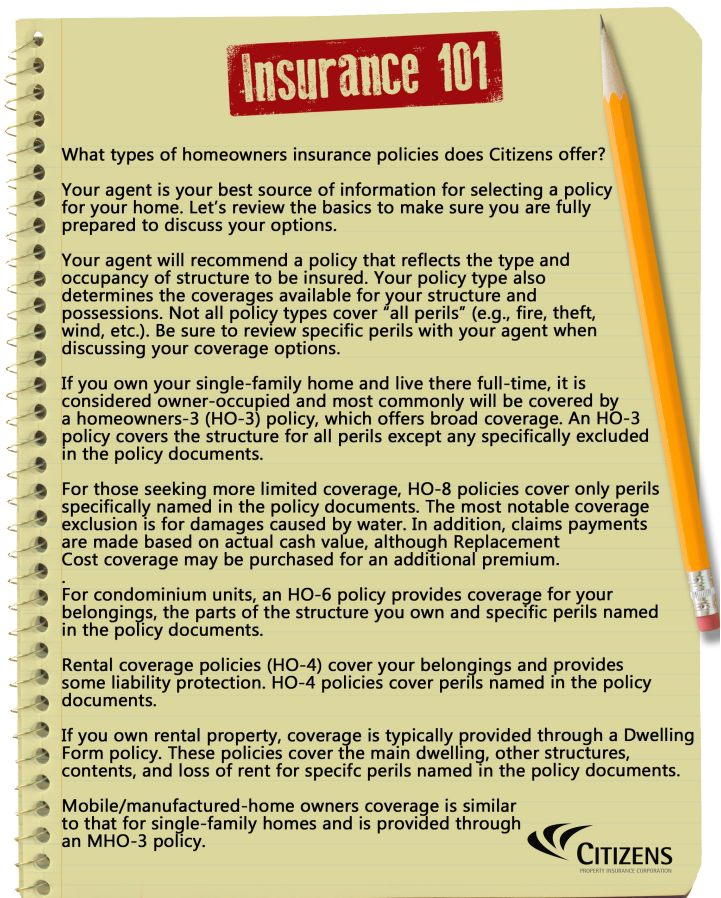 Insurance 101
What types of homeowners insurance policies does Citizens offer?
Your agent is your best source of information for selecting a policy
for your home. Let's review the basics to make sure you are fully
prepared to discuss your options.
Your agent will recommend a policy that reflects the type and
occupancy of structure to be insured. Your policy type also
determines the coverages available for your structure and
possessions. Not all policy types cover “all perils” (e.g., fire, theft,
wind, etc.). Be sure to review specific perils with your agent when
discussing your coverage options.
If you own your single-family home and live there full-time, it is
considered owner-occupied and most commonly will be covered by
a homeowners-3 (HO-3) policy, which offers broad coverage. An HO-3
policy covers the structure for all perils except any specifically excluded
in the policy documents.
For those seeking more limited coverage, HO-8 policies cover only perils
specifically named in the policy documents. The most notable coverage
exclusion is for damages caused by water. In addition, claims payments
are made based on actual cash value, although Replacement
Cost coverage may be purchased for an additional premium.
.
For condominium units, an HO-6 policy provides coverage for your
belongings, the parts of the structure you own and specific perils named
in the policy documents.
Rental coverage policies (HO-4) cover your belongings and provides
some liability protection. HO-4 policies cover perils named in the policy
documents.
If you own rental property, coverage is typically provided through a Dwelling
Form policy. These policies cover the main dwelling, other structures,
contents, and loss of rent for specifc perils named in the policy documents.
Mobile/manufactured-home owners coverage is similar
to that for single-family homes and is provided through
an MHO-3 policy.
CITIZENS
PROPERTY INSURANCE CORPORATION